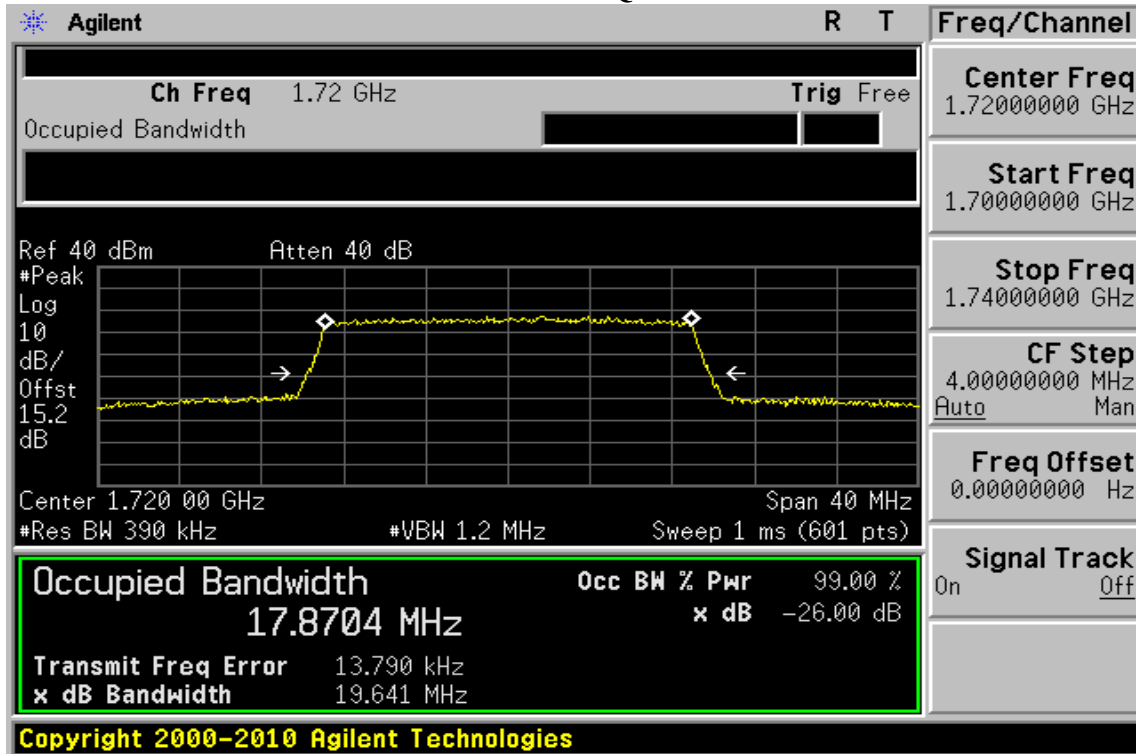 Agilent R T
Ch Freq 1.72 GHz Trig Free
Occupied Bandwidth
Ref 40 dBm Atten 40 dB
#Peak
Log
10
dB/
Offst
15.2
dB
Center 1.720 00 GHz Span 40 MHz
#Res BW 390 kHz #VBW 1.2 MHz Sweep 1 ms (601 pts)
Occupied Bandwidth Occ BW % Pwr 99.00 %
17.8704 MHz x dB -26.00 dB
Transmit Freq Error 13.790 kHz
x dB Bandwidth 19.641 MHz
Copyright 2000-2010 Agilent Technologies
Freq/Channel
Center Freq
1.72000000 GHz
Start Freq
1.70000000 GHz
Stop Freq
1.74000000 GHz
CF Step
4.00000000 MHz
Auto Man
Freq Offset
0.00000000 Hz
Signal Track
On Off